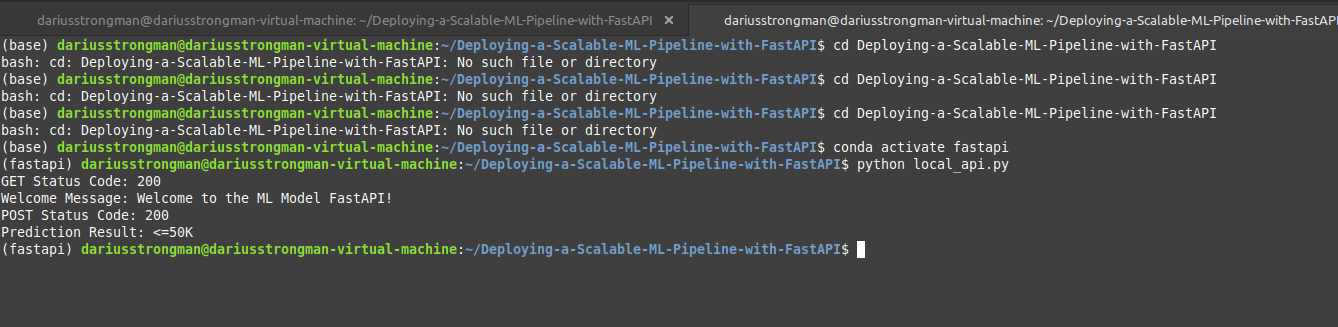 dariusstrongman@dariusstrongman-virtual-machine: ~/Deploying-a-Scalable-ML-Pipeline-with-FastAPI ×
dariusstrongman@dariusstrongman-virtual-machine: ~/Deploying-a-Scalable-ML-Pipeline-with-FastAPI
(base) dariusstrongman@dariusstrongman-virtual-machine:~/Deploying-a-Scalable-ML-Pipeline-with-FastAPI$ cd Deploying-a-Scalable-ML-Pipeline-with-FastAPI
bash: cd: Deploying-a-Scalable-ML-Pipeline-with-FastAPI: No such file or directory
(base) dariusstrongman@dariusstrongman-virtual-machine:~/Deploying-a-Scalable-ML-Pipeline-with-FastAPI$ cd Deploying-a-Scalable-ML-Pipeline-with-FastAPI
bash: cd: Deploying-a-Scalable-ML-Pipeline-with-FastAPI: No such file or directory
(base) dariusstrongman@dariusstrongman-virtual-machine:~/Deploying-a-Scalable-ML-Pipeline-with-FastAPI$ cd Deploying-a-Scalable-ML-Pipeline-with-FastAPI
bash: cd: Deploying-a-Scalable-ML-Pipeline-with-FastAPI: No such file or directory
(base) dariusstrongman@dariusstrongman-virtual-machine:~/Deploying-a-Scalable-ML-Pipeline-with-FastAPI$ conda activate fastapi
(fastapi) dariusstrongman@dariusstrongman-virtual-machine:~/Deploying-a-Scalable-ML-Pipeline-with-FastAPI$ python local_api.py
GET Status Code: 200
Welcome Message: Welcome to the ML Model FastAPI!
POST Status Code: 200
Prediction Result: <=50K
(fastapi) dariusstrongman@dariusstrongman-virtual-machine:~/Deploying-a-Scalable-ML-Pipeline-with-FastAPI$